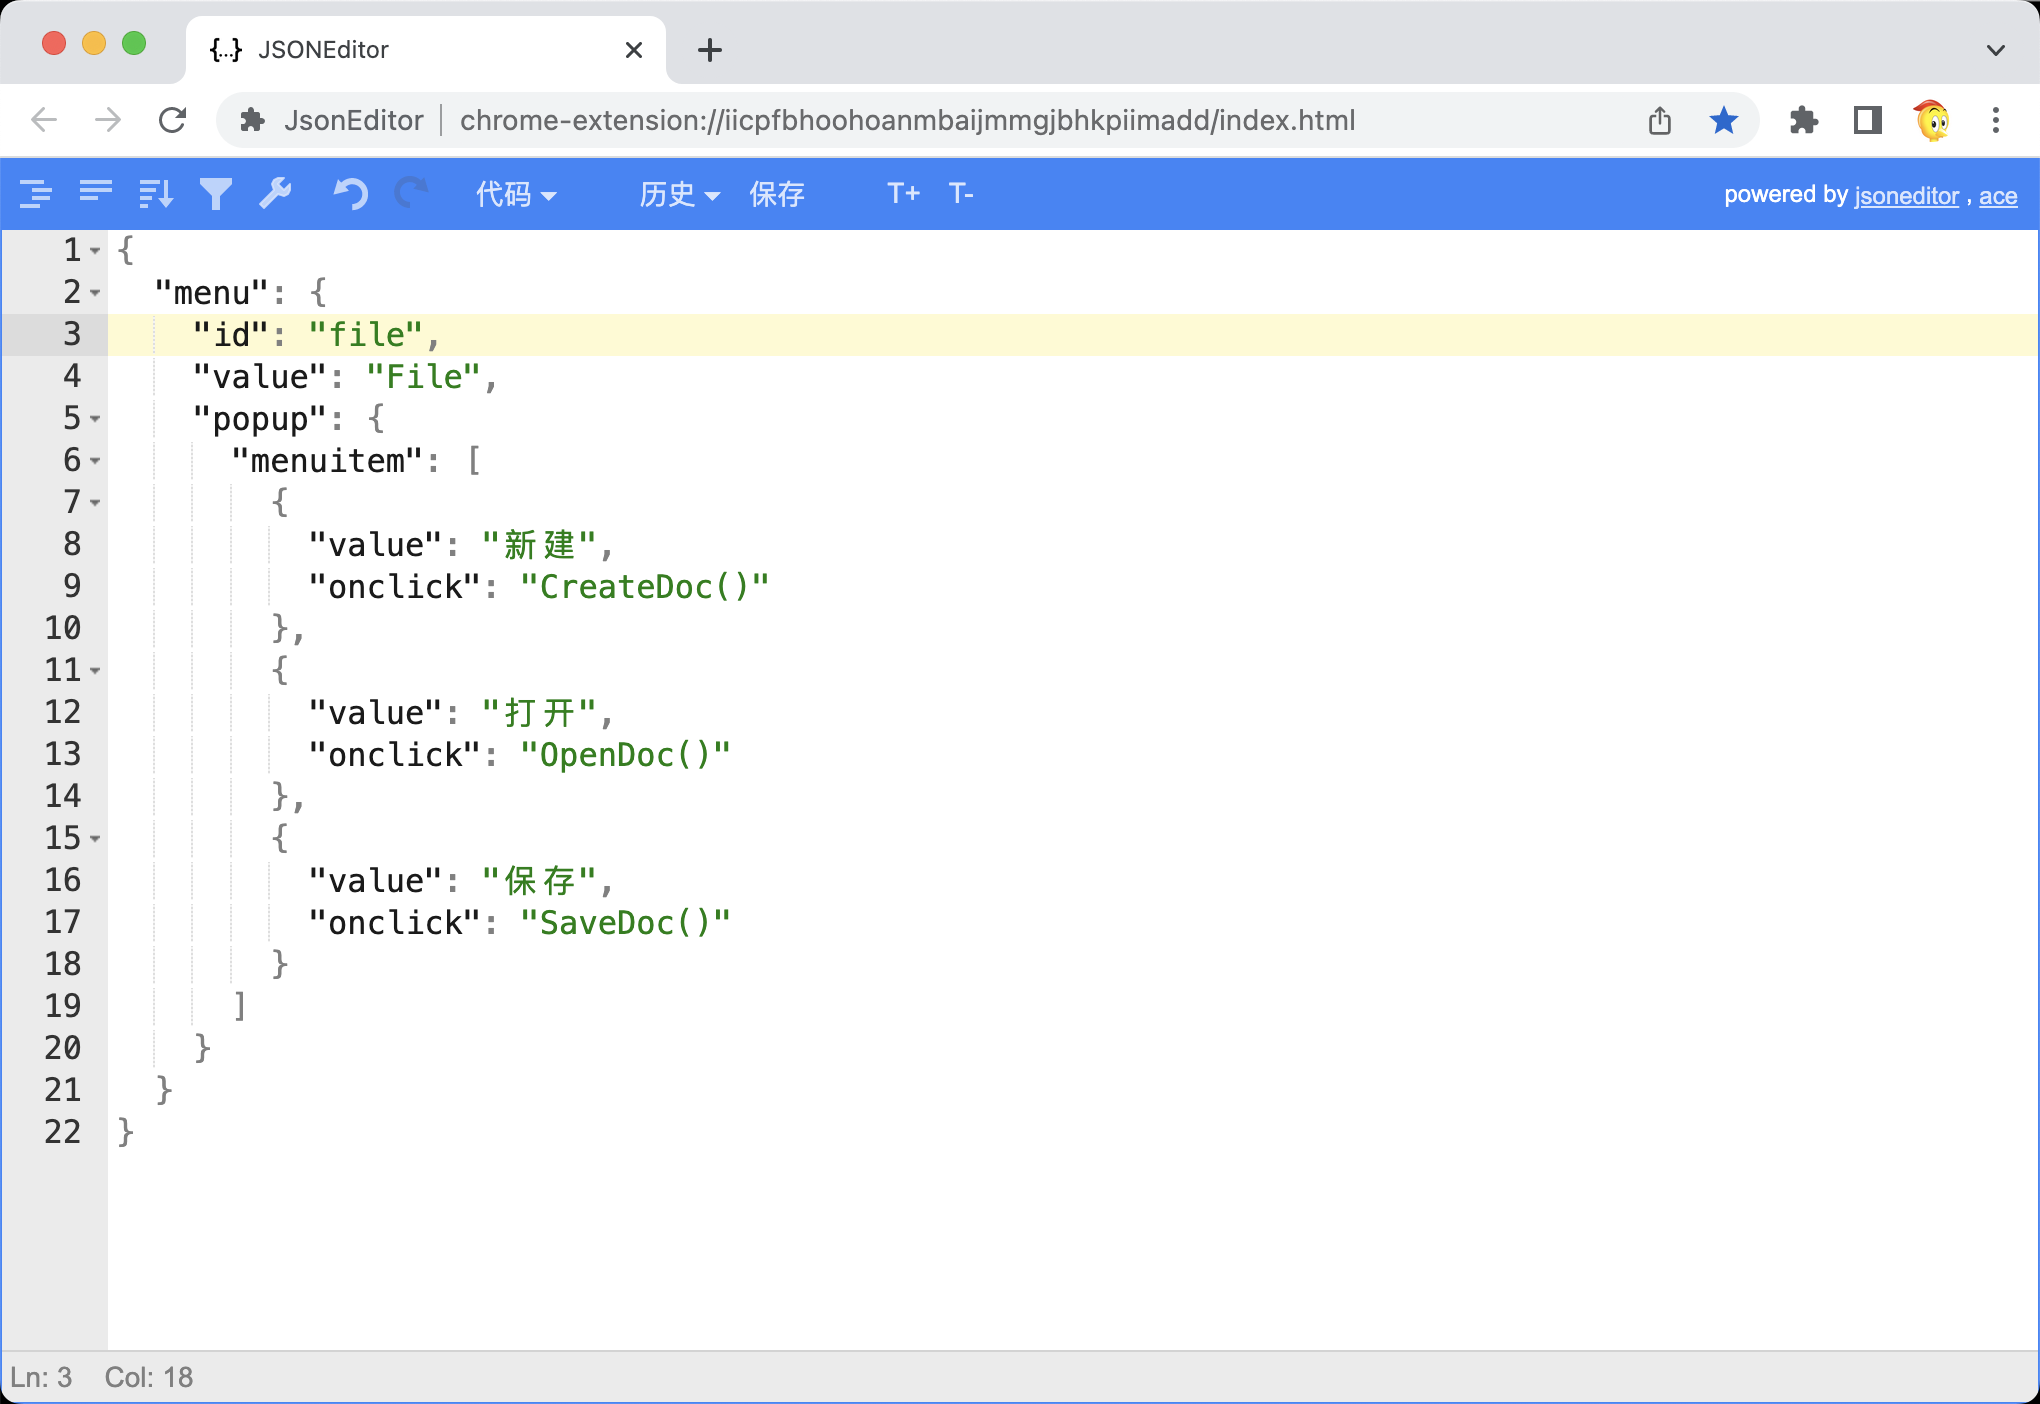 {...} JSONEditor
JsonEditor | chrome-extension://iicpfbhoohoanmbaijmmgjbhkpiimadd/index.html
代码 历史 保存 T+ T- powered by jsoneditor , ace
1 {
2   "menu": {
3     "id": "file",
4     "value": "File",
5     "popup": {
6       "menuitem": [
7         {
8           "value": "新建",
9           "onclick": "CreateDoc()"
10         },
11         {
12           "value": "打开",
13           "onclick": "OpenDoc()"
14         },
15         {
16           "value": "保存",
17           "onclick": "SaveDoc()"
18         }
19       ]
20     }
21   }
22 }
Ln: 3 Col: 18